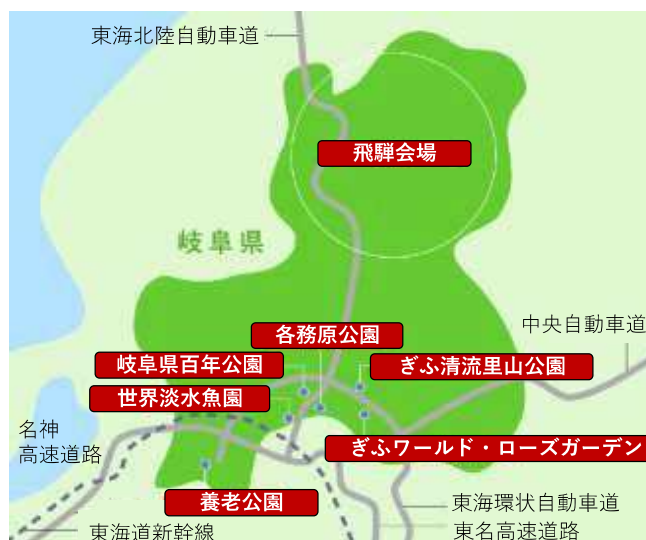 東海北陸自動車道
飛騨会場
岐阜県
中央自動車道
各務原公園
岐阜県百年公園
ぎふ清流里山公園
世界淡水魚園
名神
高速道路
ぎふワールド・ローズガーデン
養老公園
東海環状自動車道
東海道新幹線
東名高速道路